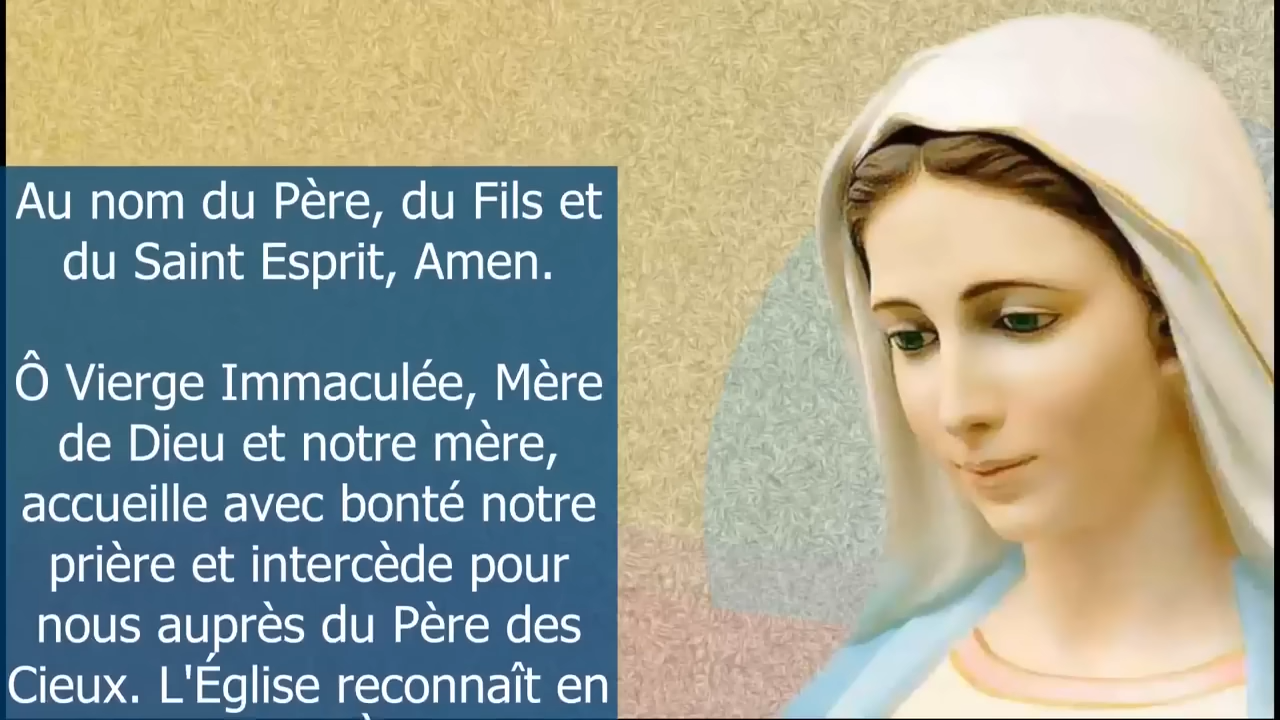 Au nom du Père, du Fils et
du Saint Esprit, Amen.
Ô Vierge Immaculée, Mère
de Dieu et notre mère,
accueille avec bonté notre
prière et intercède pour
nous auprès du Père des
Cieux. L'Église reconnaît en